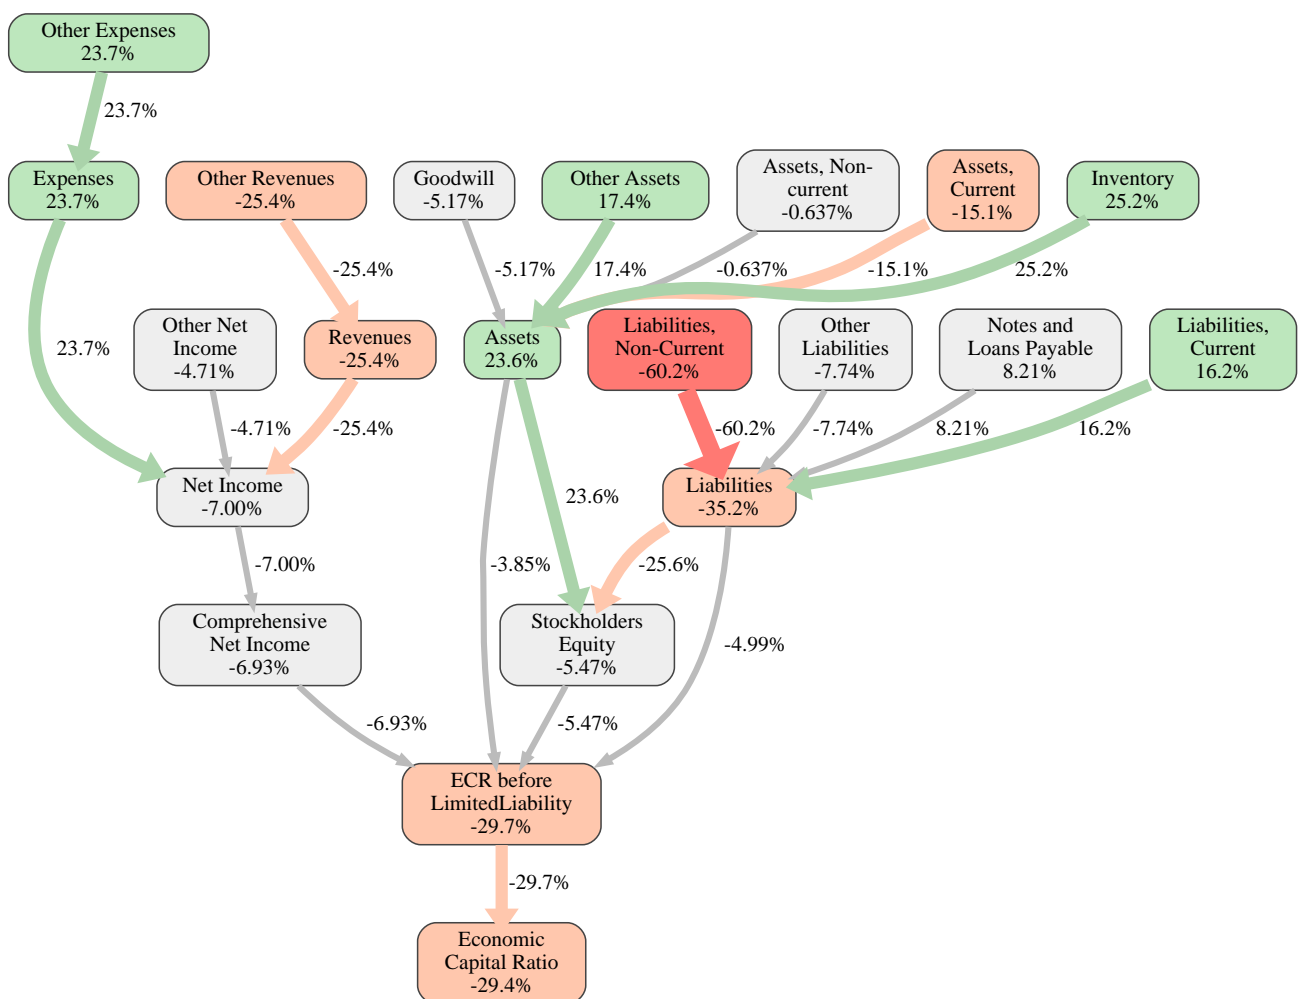 Other Expenses
23.7%
23.7%
Expenses
23.7%
Other Revenues
-25.4%
Goodwill
-5.17%
Other Assets
17.4%
Assets, Non-
current
-0.637%
Assets,
Current
-15.1%
Inventory
25.2%
-25.4%
-5.17%
17.4%
-0.637%
-15.1%
25.2%
23.7%
Other Net
Income
-4.71%
Revenues
-25.4%
Assets
23.6%
Liabilities,
Non-Current
-60.2%
Other
Liabilities
-7.74%
Notes and
Loans Payable
8.21%
Liabilities,
Current
16.2%
-4.71%
-25.4%
-60.2%
-7.74%
8.21%
16.2%
Net Income
-7.00%
23.6%
Liabilities
-35.2%
-7.00%
-3.85%
-25.6%
Comprehensive
Net Income
-6.93%
Stockholders
Equity
-5.47%
-4.99%
-6.93%
-5.47%
ECR before
LimitedLiability
-29.7%
-29.7%
Economic
Capital Ratio
-29.4%